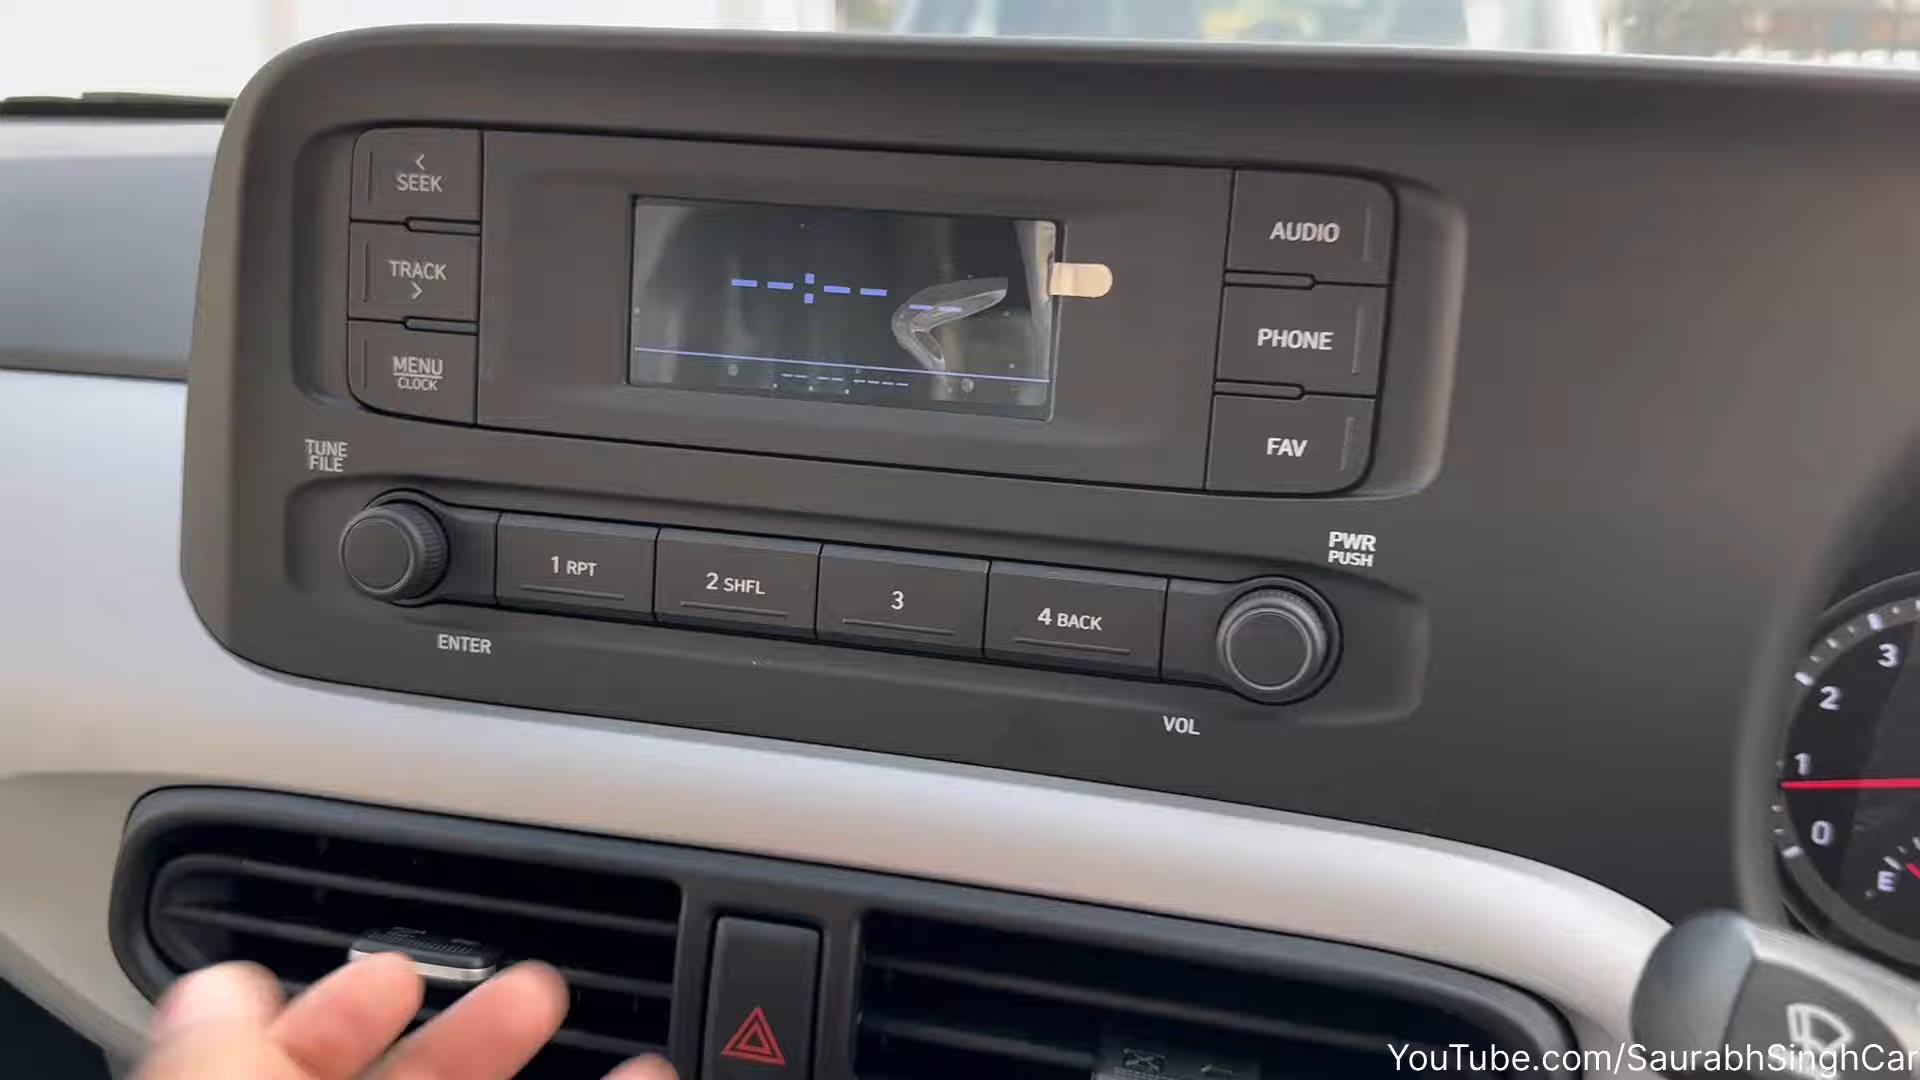 <
SEEK
TRACK
>
MENU
CLOCK
--:--
AUDIO
PHONE
FAV
TUNE
FILE
ENTER
1 RPT
2 SHFL
3
4 BACK
PWR
PUSH
VOL
3
2
1
0
E
YouTube.com/SaurabhSinghCar